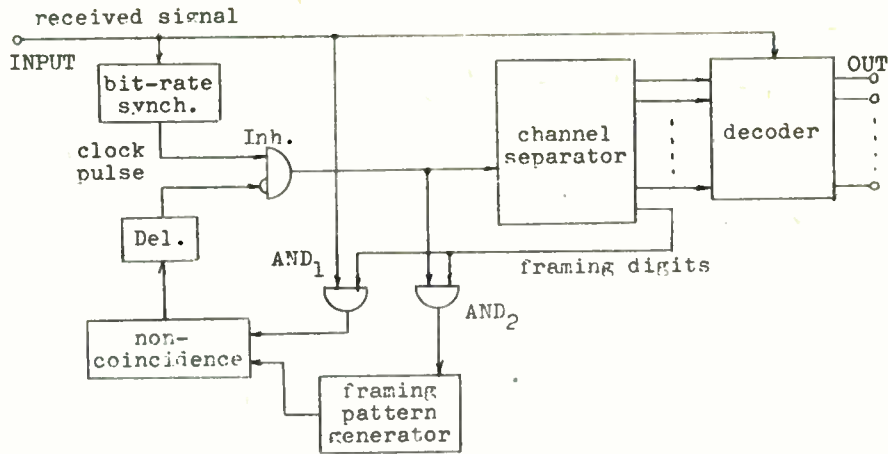 received signal
INPUT
OUT
bit-rate
synch.
Inh.
clock
pulse
channel
separator
decoder
Del.
AND1
framing digits
AND2
non-
coincidence
framing
pattern
generator